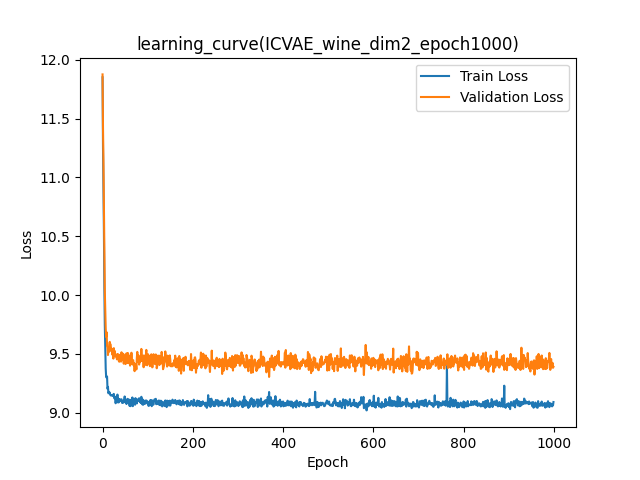 learning_curve(ICVAE_wine_dim2_epoch1000)
Train Loss
Validation Loss
12.0
11.5
11.0
10.5
10.0
9.5
9.0
Loss
0
200
400
600
800
1000
Epoch